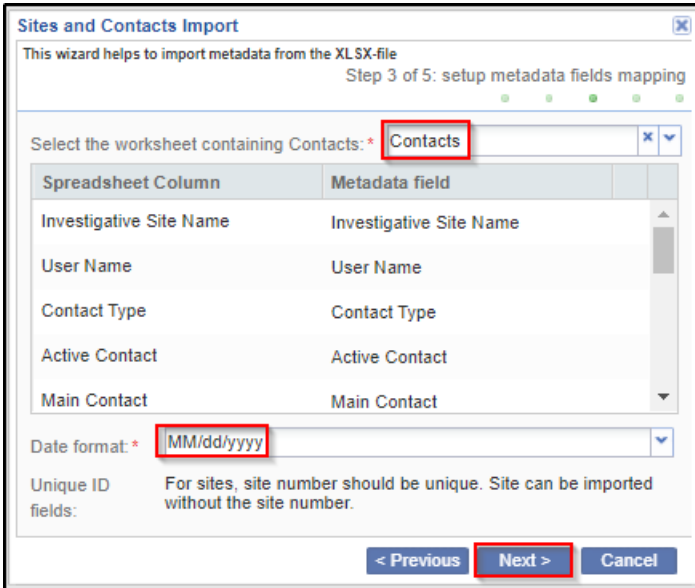 Sites and Contacts Import
This wizard helps to import metadata from the XLSX-file
Step 3 of 5: setup metadata fields mapping
Select the worksheet containing Contacts: * Contacts
Spreadsheet Column Metadata field
Investigative Site Name Investigative Site Name
User Name User Name
Contact Type Contact Type
Active Contact Active Contact
Main Contact Main Contact
Date format: * MM/dd/yyyy
Unique ID For sites, site number should be unique. Site can be imported
fields: without the site number.
< Previous Next > Cancel